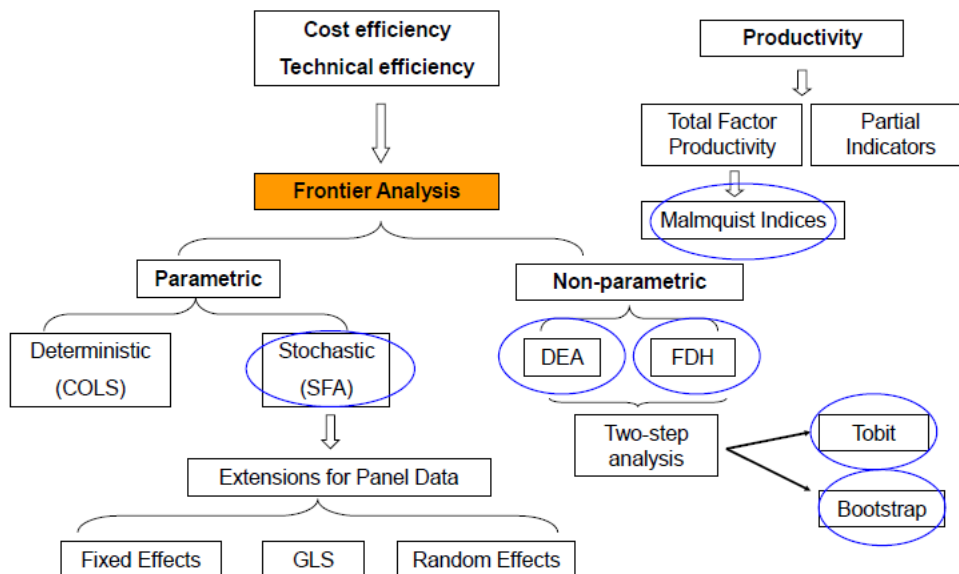 Cost efficiency
Technical efficiency
Productivity
Total Factor
Productivity
Partial
Indicators
Frontier Analysis
Malmquist Indices
Parametric
Non-parametric
Deterministic
(COLS)
Stochastic
(SFA)
DEA
FDH
Two-step
analysis
Tobit
Bootstrap
Extensions for Panel Data
Fixed Effects
GLS
Random Effects